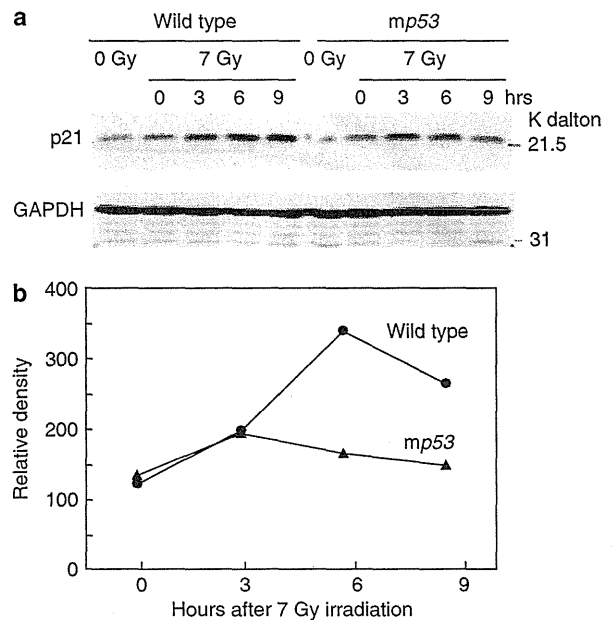 a
Wild type mp53
0 Gy 7 Gy 0 Gy 7 Gy
0 3 6 9 0 3 6 9 hrs
K dalton
p21
21.5
GAPDH
31
b
400
300
200
100
0
Relative density
Wild type
mp53
0 3 6 9
Hours after 7 Gy irradiation